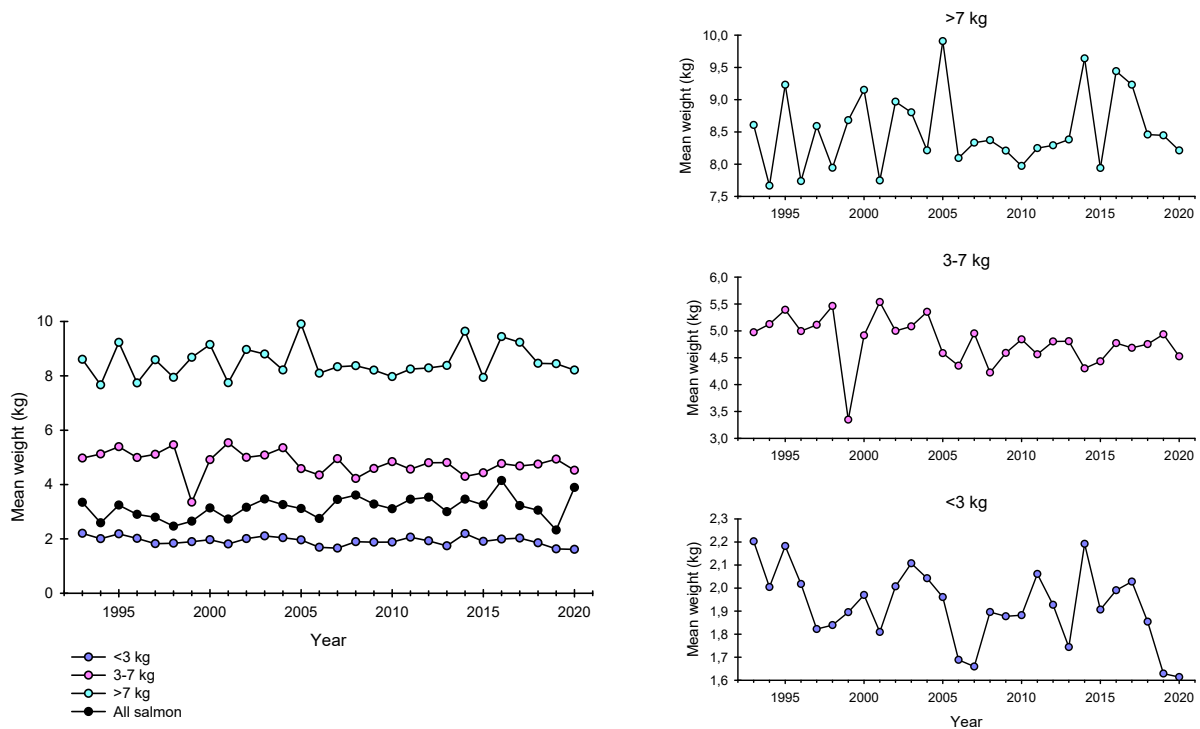 10
8
6
4
2
0
Mean weight (kg)
1995 2000 2005 2010 2015 2020
Year
<3 kg
3-7 kg
>7 kg
All salmon
>7 kg
10,0
9,5
9,0
8,5
8,0
7,5
Mean weight (kg)
1995 2000 2005 2010 2015 2020
3-7 kg
6,0
5,5
5,0
4,5
4,0
3,5
3,0
Mean weight (kg)
1995 2000 2005 2010 2015 2020
<3 kg
2,3
2,2
2,1
2,0
1,9
1,8
1,7
1,6
Mean weight (kg)
1995 2000 2005 2010 2015 2020
Year